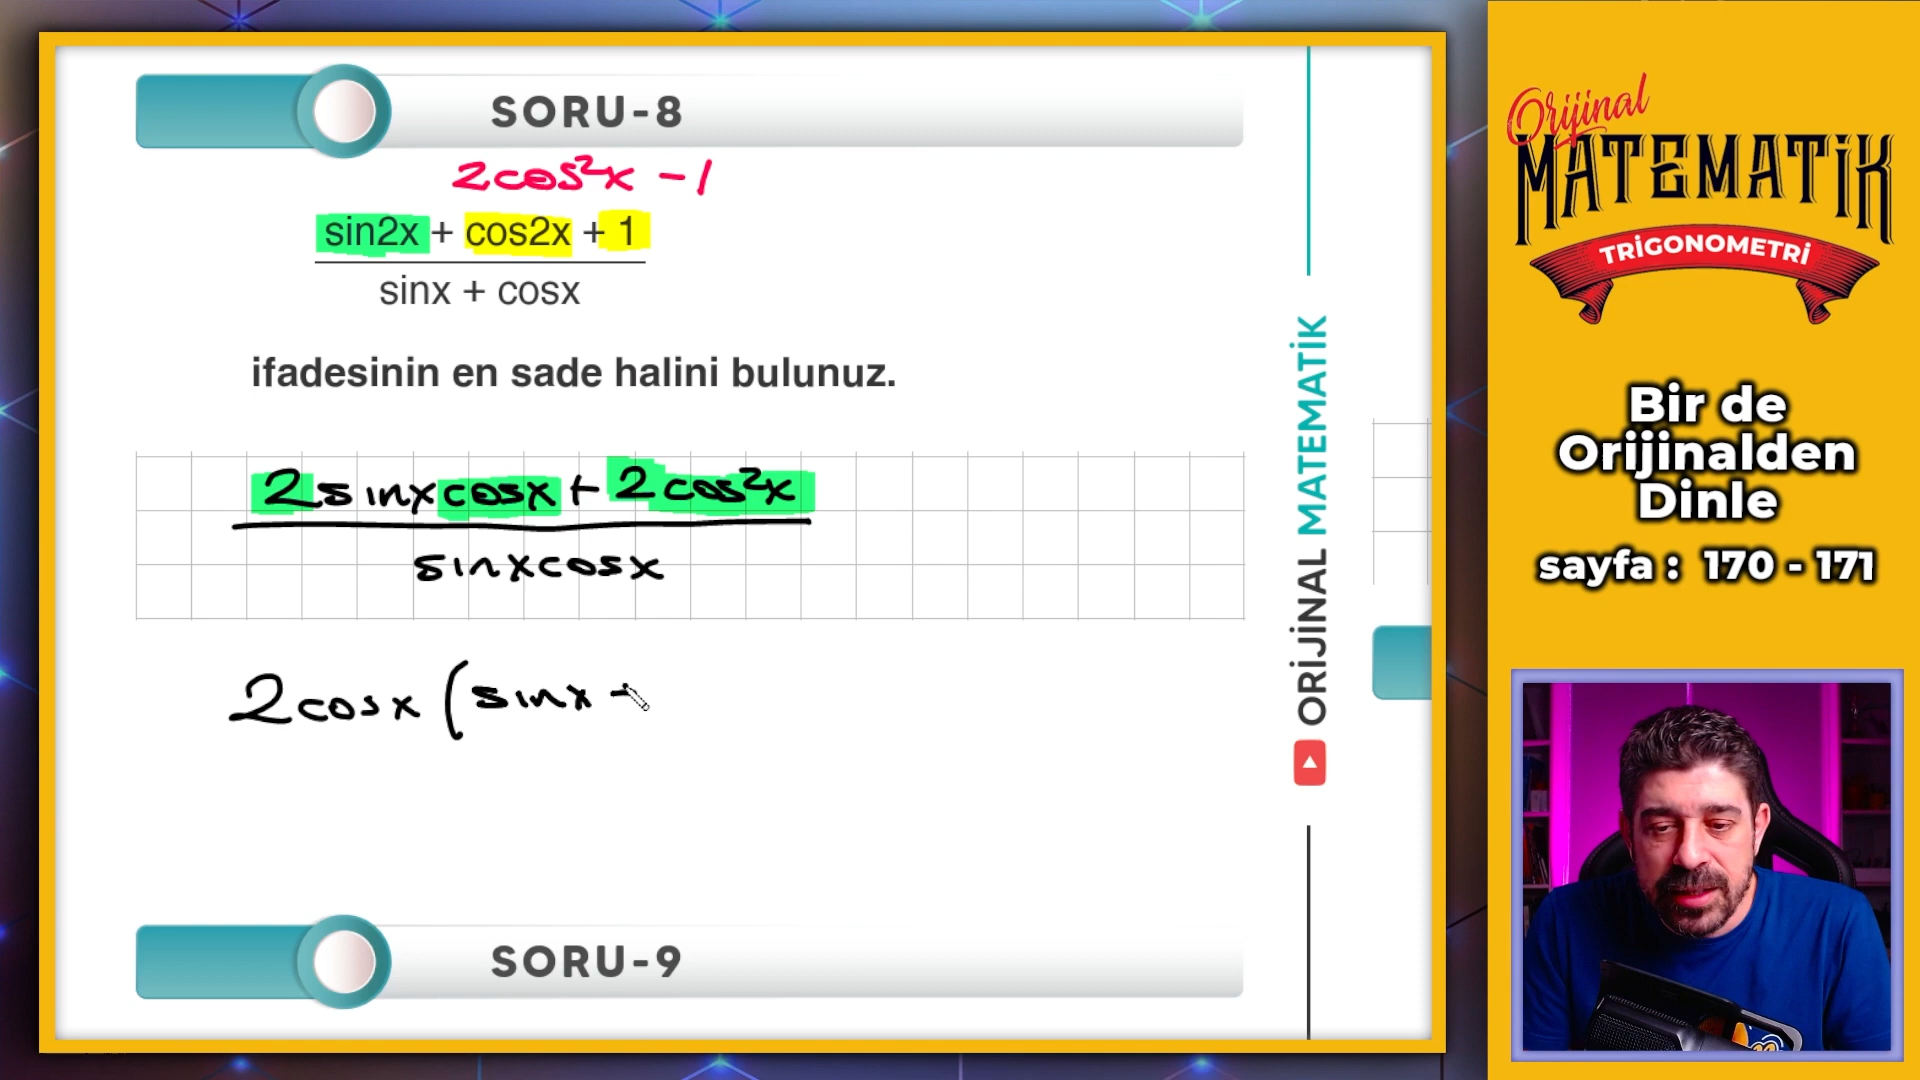 SORU-8
2cos²x - 1
sin2x + cos2x + 1
sinx + cosx
ifadesinin en sade halini bulunuz.
2sinxcosx + 2cos²x
sinxcosx
2cosx (sinx +
SORU-9
ORİJİNAL MATEMATİK
Orijinal
MATEMATİK
TRİGONOMETRİ
Bir de
Orijinalden
Dinle
sayfa : 170 - 171